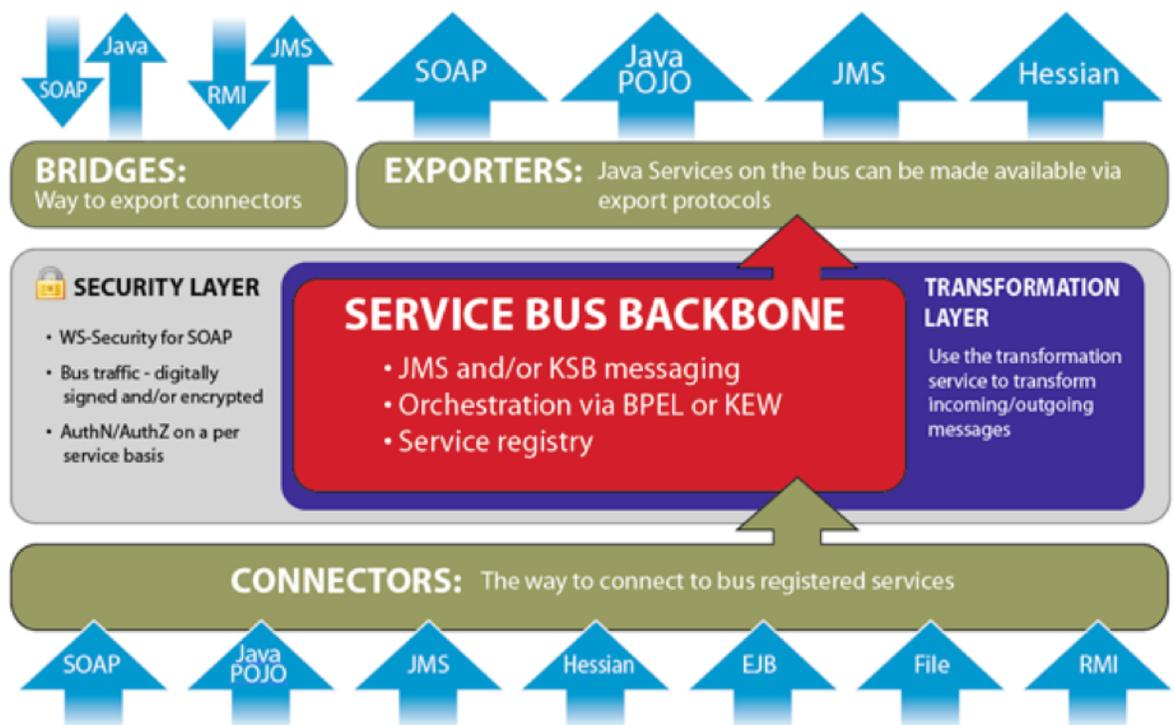 SOAP
Java
RMI
JMS
SOAP
Java
POJO
JMS
Hessian
BRIDGES:
Way to export connectors
EXPORTERS: Java Services on the bus can be made available via
export protocols
SECURITY LAYER
• WS-Security for SOAP
• Bus traffic - digitally
signed and/or encrypted
• AuthN/AuthZ on a per
service basis
SERVICE BUS BACKBONE
• JMS and/or KSB messaging
• Orchestration via BPEL or KEW
• Service registry
TRANSFORMATION
LAYER
Use the transformation
service to transform
incoming/outgoing
messages
CONNECTORS: The way to connect to bus registered services
SOAP
Java
POJO
JMS
Hessian
EJB
File
RMI